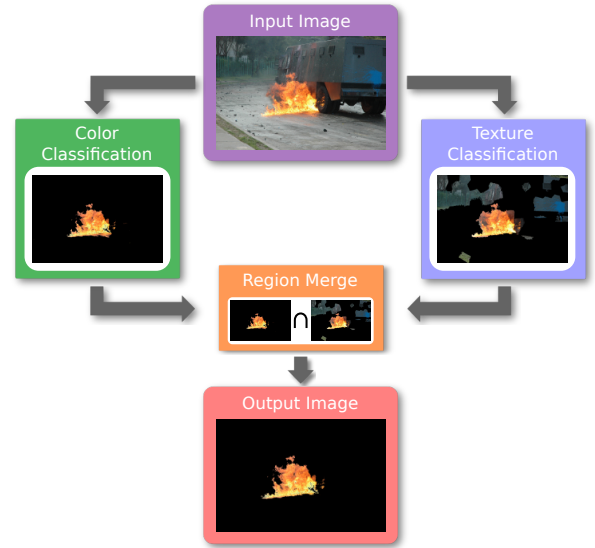 Input Image
Color
Classification
Texture
Classification
Region Merge
∩
Output Image